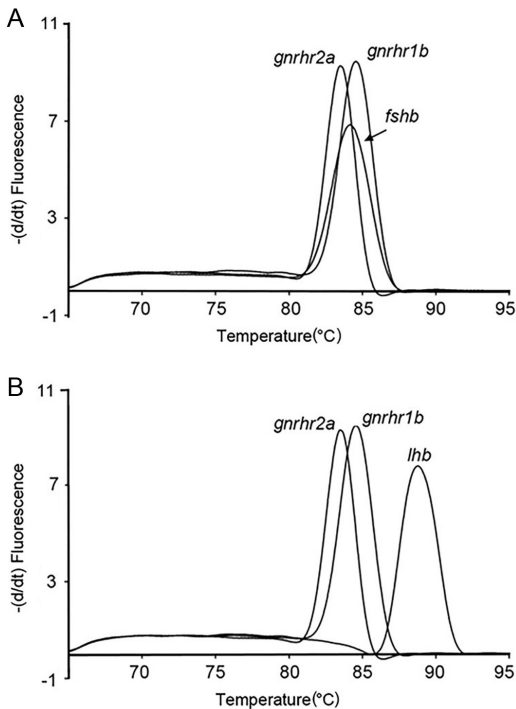 A
11
7
3
-1
-(d/dt) Fluorescence
gnrhr2a
gnrhr1b
fshb
70 75 80 85 90 95
Temperature(°C)
B
11
7
3
-1
-(d/dt) Fluorescence
gnrhr2a
gnrhr1b
lhb
70 75 80 85 90 95
Temperature(°C)